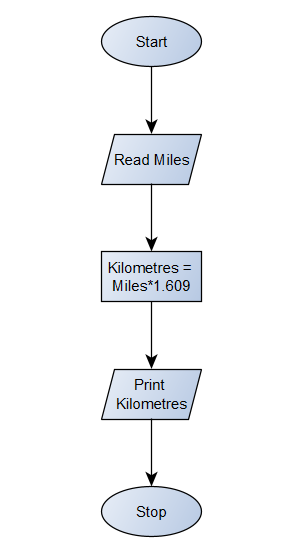 Start
Read Miles
Kilometres =
Miles*1.609
Print
Kilometres
Stop